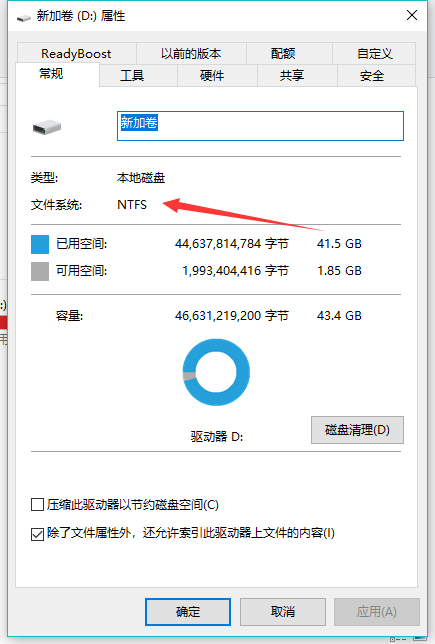 新加卷 (D:) 属性
ReadyBoost 以前的版本 配额 自定义
常规 工具 硬件 共享 安全
新加卷
类型: 本地磁盘
文件系统: NTFS
已用空间: 44,637,814,784 字节 41.5 GB
可用空间: 1,993,404,416 字节 1.85 GB
容量: 46,631,219,200 字节 43.4 GB
驱动器 D:
磁盘清理(D)
压缩此驱动器以节约磁盘空间(C)
除了文件属性外，还允许索引此驱动器上文件的内容(I)
确定 取消 应用(A)
:)
用